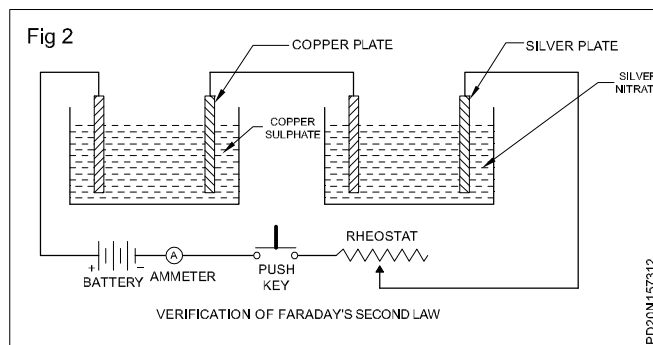 Fig 2
COPPER PLATE
SILVER PLATE
COPPER
SULPHATE
SILVER
NITRAT
+ −
BATTERY
A
AMMETER
PUSH
KEY
RHEOSTAT
VERIFICATION OF FARADAY'S SECOND LAW
PD20N157312